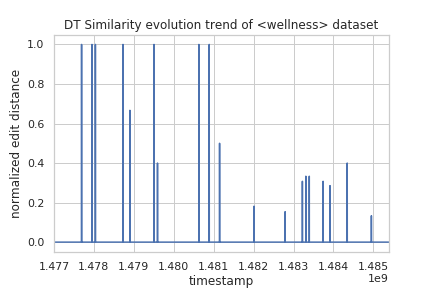 DT Similarity evolution trend of <wellness> dataset
normalized edit distance
1.0
0.8
0.6
0.4
0.2
0.0
1.477 1.478 1.479 1.480 1.481 1.482 1.483 1.484 1.485
1e9
timestamp